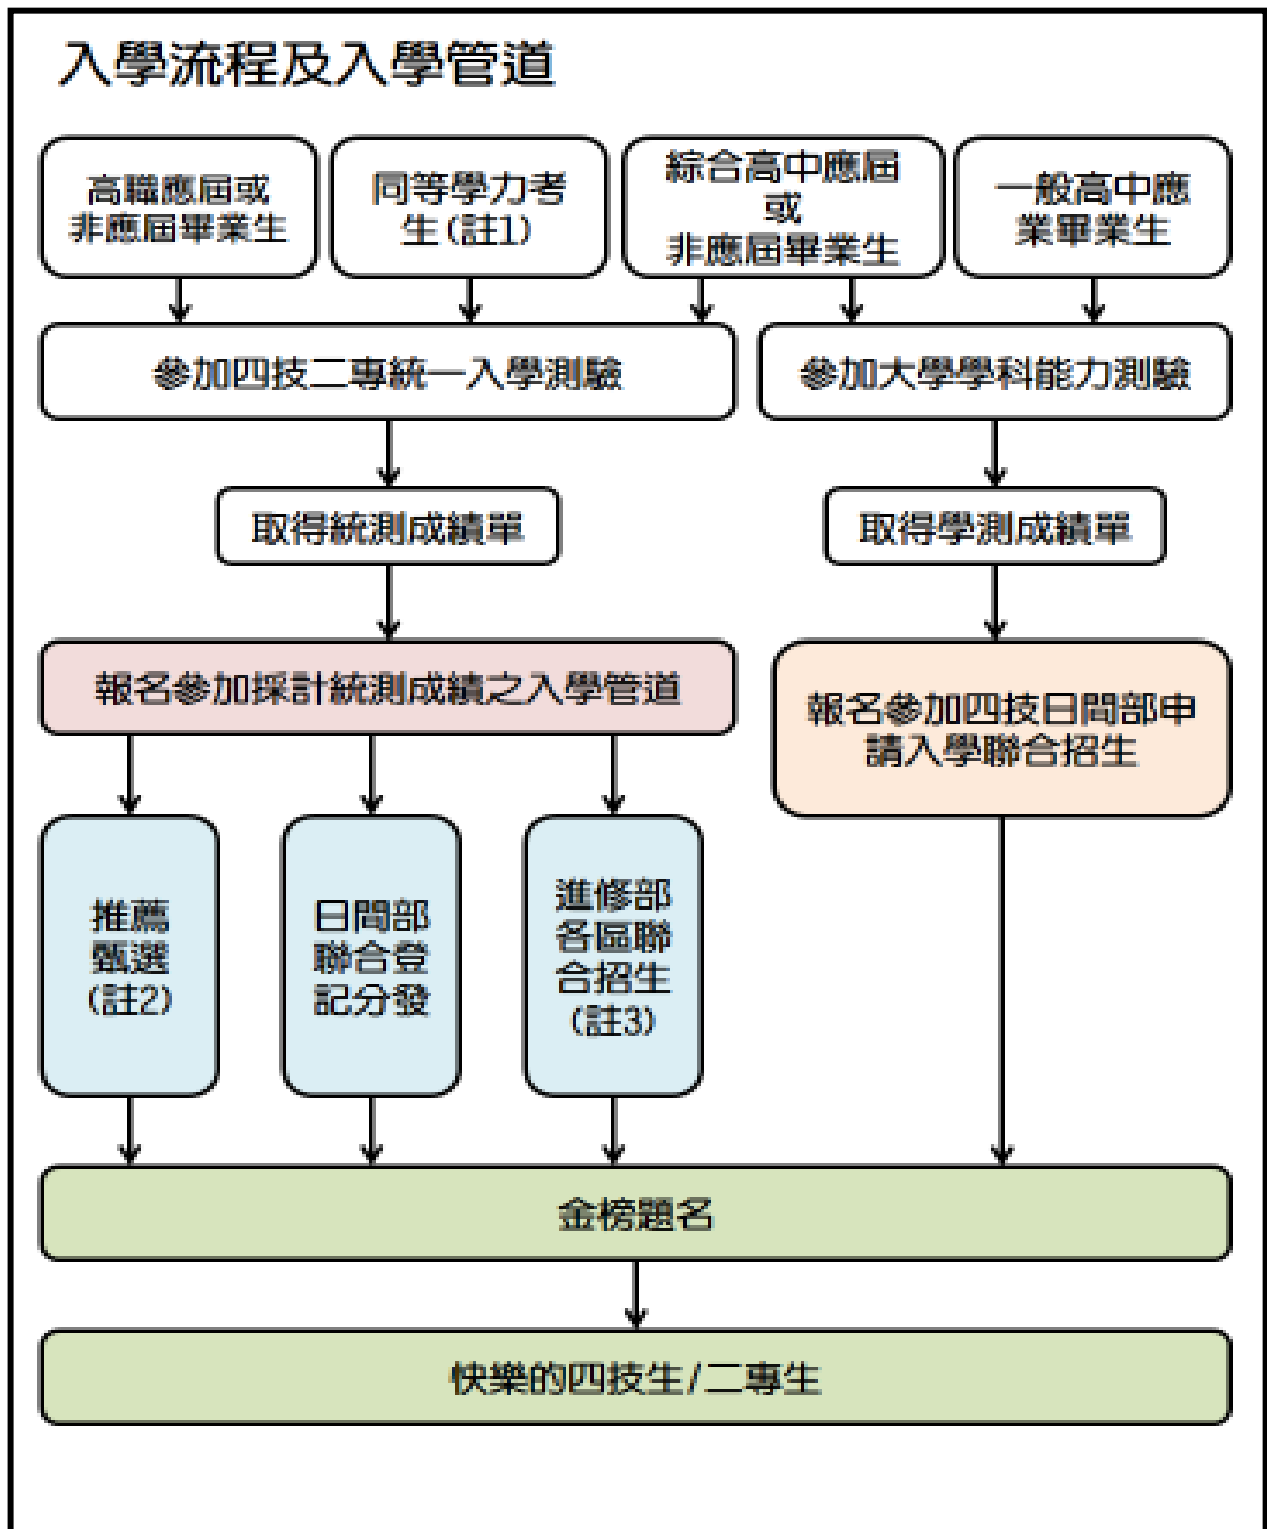 入學流程及入學管道
高職應屆或
非應屆畢業生
同等學力考
生(註1)
綜合高中應屆
或
非應屆畢業生
一般高中應
業畢業生
參加四技二專統一入學測驗
參加大學學科能力測驗
取得統測成績單
取得學測成績單
報名參加採計統測成績之入學管道
報名參加四技日間部申
請入學聯合招生
推薦
甄選
(註2)
日間部
聯合登
記分發
進修部
各區聯
合招生
(註3)
金榜題名
快樂的四技生/二專生